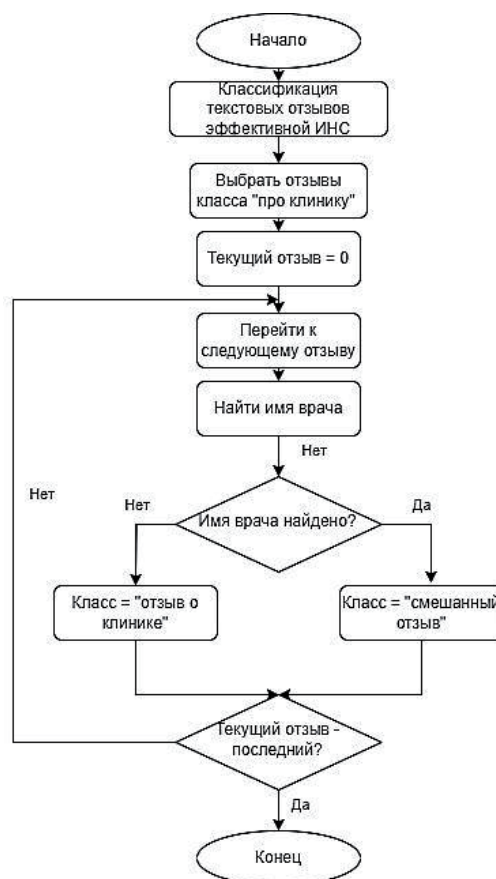 Начало
Классификация
текстовых отзывов
эффективной ИНС
Выбрать отзывы
класса "про клинику"
Текущий отзыв = 0
Перейти к
следующему отзыву
Найти имя врача
Нет
Нет
Нет
Имя врача найдено?
Да
Класс = "отзыв о
клинике"
Класс = "смешанный
отзыв"
Текущий отзыв -
последний?
Да
Конец